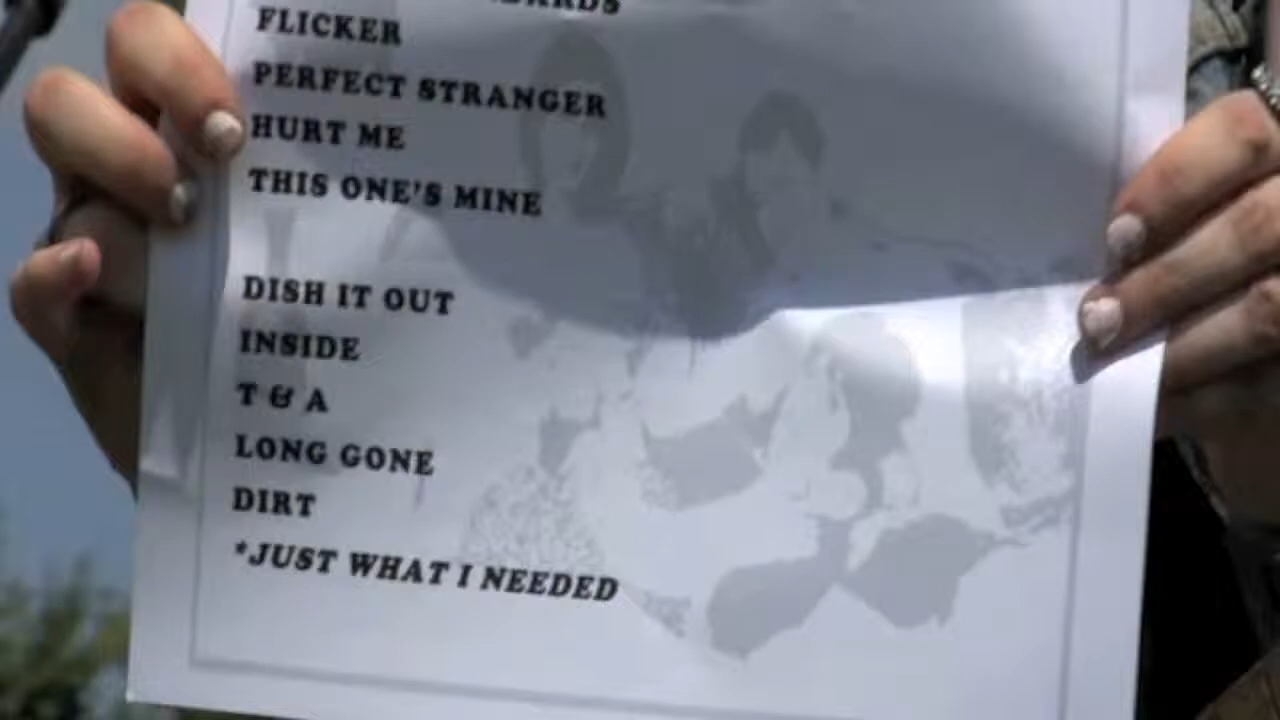 FLICKER
PERFECT STRANGER
HURT ME
THIS ONE'S MINE
DISH IT OUT
INSIDE
T & A
LONG GONE
DIRT
*JUST WHAT I NEEDED